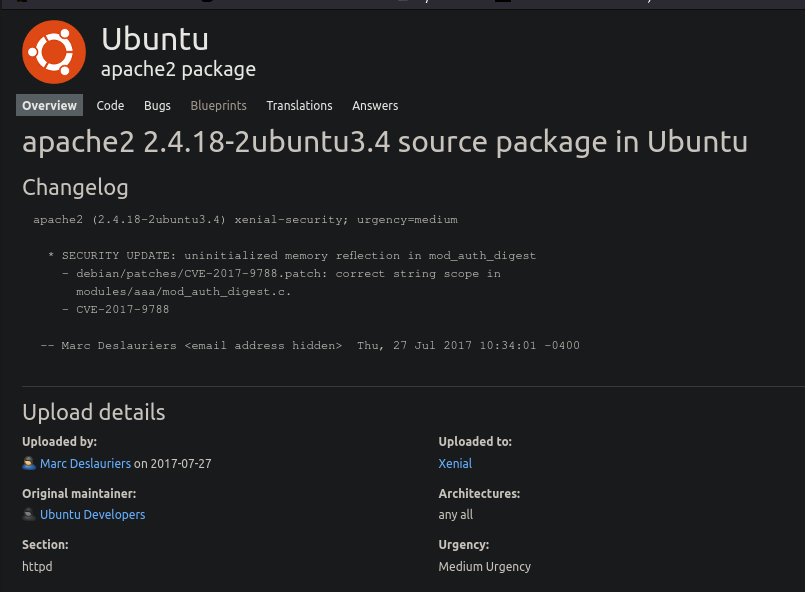 Ubuntu
apache2 package
Overview Code Bugs Blueprints Translations Answers
apache2 2.4.18-2ubuntu3.4 source package in Ubuntu
Changelog
apache2 (2.4.18-2ubuntu3.4) xenial-security; urgency=medium
* SECURITY UPDATE: uninitialized memory reflection in mod_auth_digest
- debian/patches/CVE-2017-9788.patch: correct string scope in
modules/aaa/mod_auth_digest.c.
- CVE-2017-9788
-- Marc Deslauriers <email address hidden>  Thu, 27 Jul 2017 10:34:01 -0400
Upload details
Uploaded by:
Marc Deslauriers on 2017-07-27
Uploaded to:
Xenial
Original maintainer:
Ubuntu Developers
Architectures:
any all
Section:
httpd
Urgency:
Medium Urgency